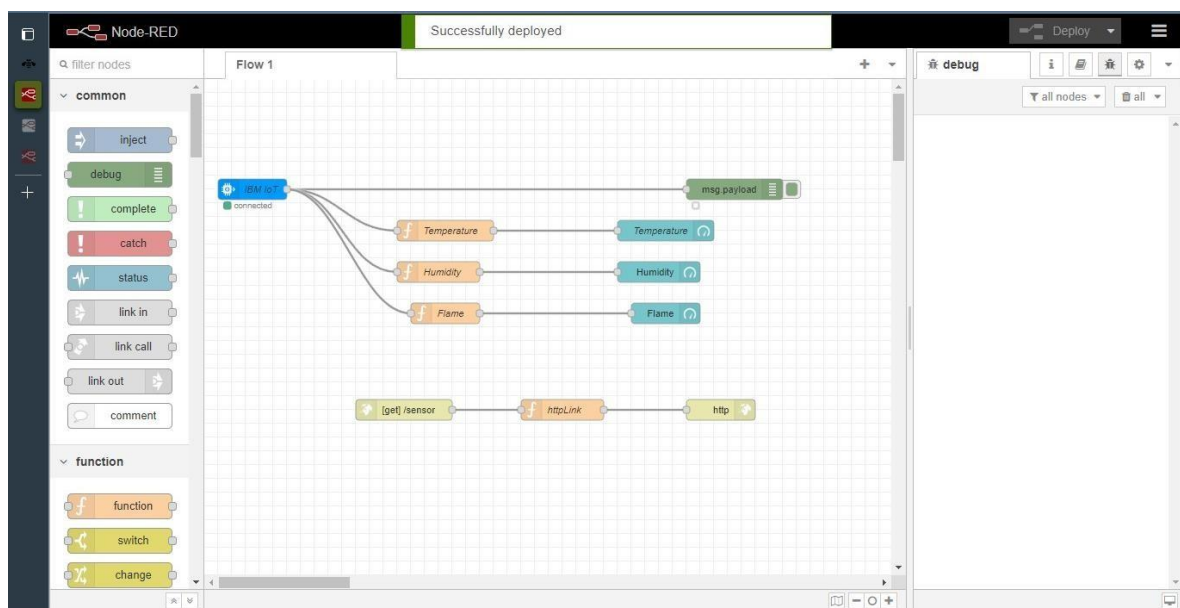 Node-RED
Successfully deployed
Deploy
filter nodes
Flow 1
debug
i
all nodes
all
common
inject
debug
complete
catch
status
link in
link call
link out
comment
function
function
switch
change
IBM IoT
connected
msg.payload
Temperature
Temperature
Humidity
Humidity
Flame
Flame
[get] /sensor
httpLink
http